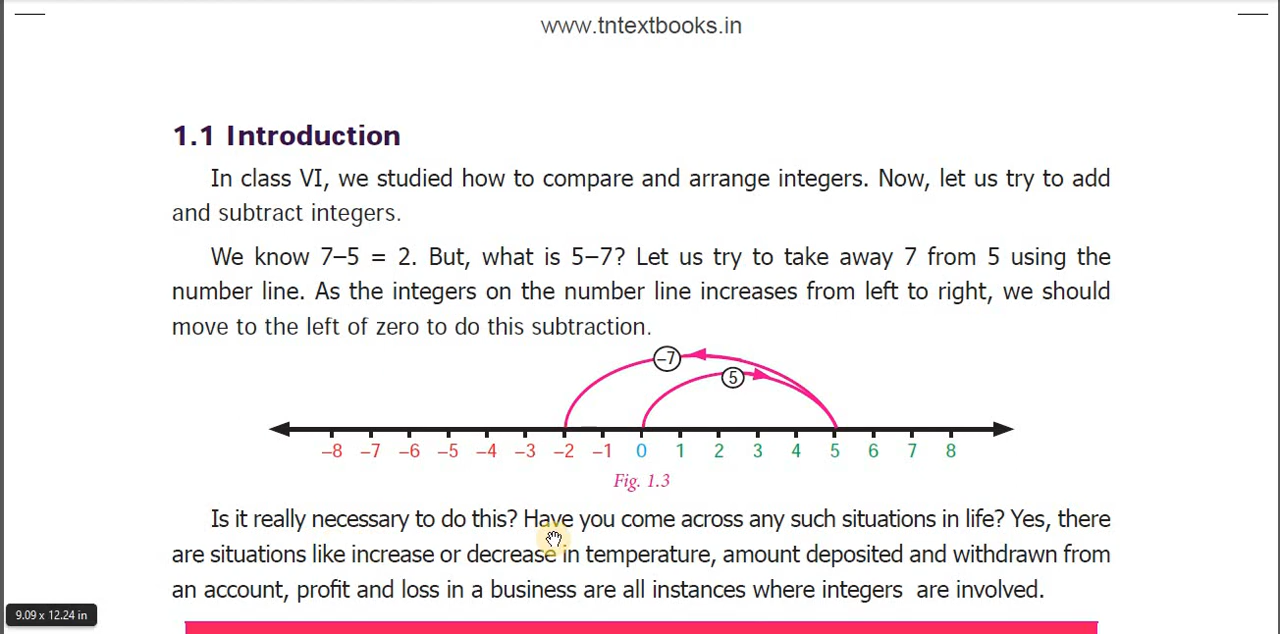 www.tntextbooks.in
1.1 Introduction
In class VI, we studied how to compare and arrange integers. Now, let us try to add
and subtract integers.
We know 7–5 = 2. But, what is 5–7? Let us try to take away 7 from 5 using the
number line. As the integers on the number line increases from left to right, we should
move to the left of zero to do this subtraction.
–7
5
–8 –7 –6 –5 –4 –3 –2 –1 0 1 2 3 4 5 6 7 8
Fig. 1.3
Is it really necessary to do this? Have you come across any such situations in life? Yes, there
are situations like increase or decrease in temperature, amount deposited and withdrawn from
an account, profit and loss in a business are all instances where integers are involved.
9.09 x 12.24 in